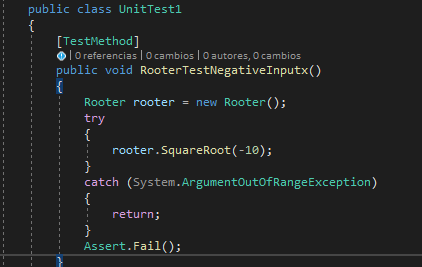 public class UnitTest1
{
[TestMethod]
| 0 referencias | 0 cambios | 0 autores, 0 cambios
public void RooterTestNegativeInputx()
{
Rooter rooter = new Rooter();
try
{
rooter.SquareRoot(-10);
}
catch (System.ArgumentOutOfRangeException)
{
return;
}
Assert.Fail();
}